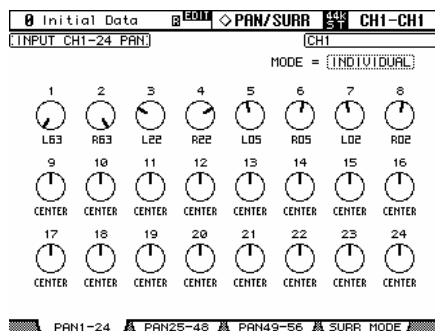 0 Initial Data EDIT ◇PAN/SURR 44K ST CH1-CH1
INPUT CH1-24 PAN CH1
MODE = INDIVIDUAL
1 2 3 4 5 6 7 8
L63 R63 L22 R22 L05 R05 L02 R02
9 10 11 12 13 14 15 16
CENTER CENTER CENTER CENTER CENTER CENTER CENTER CENTER
17 18 19 20 21 22 23 24
CENTER CENTER CENTER CENTER CENTER CENTER CENTER CENTER
PAN1-24 PAN25-48 PAN49-56 SURR MODE